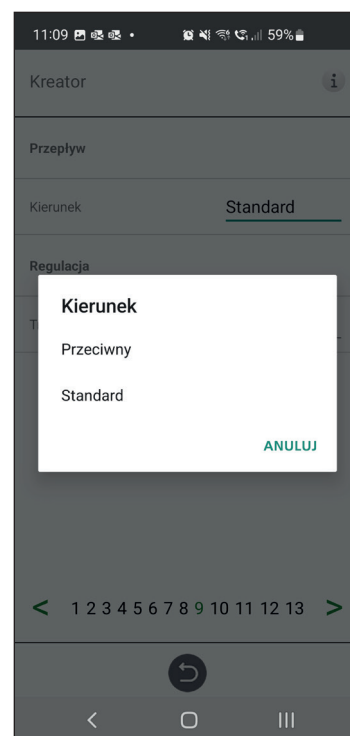 11:09 59%
Kreator i
Przepływ
Kierunek Standard
Regulacja
Kierunek
Przeciwny
Standard
ANULUJ
< 1 2 3 4 5 6 7 8 9 10 11 12 13 >